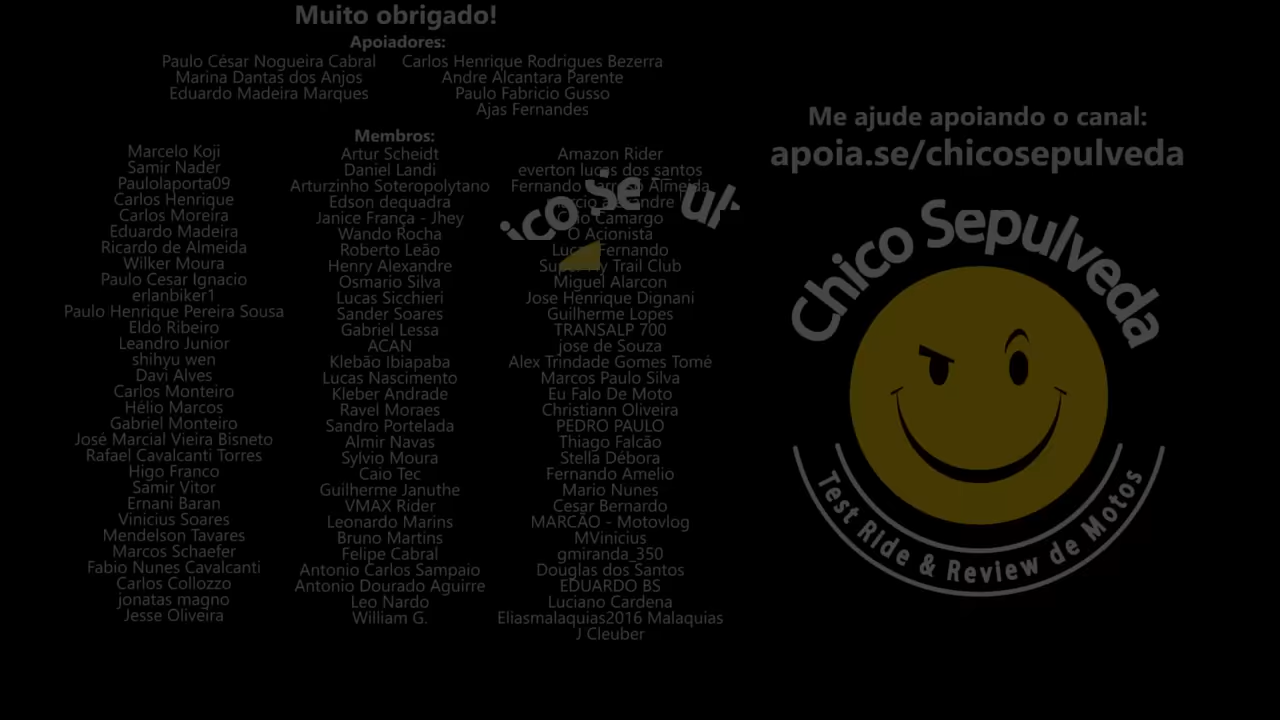 Muito obrigado!
Apoiadores:
Paulo César Nogueira Cabral
Marina Dantas dos Anjos
Eduardo Madeira Marques
Carlos Henrique Rodrigues Bezerra
Andre Alcantara Parente
Paulo Fabricio Gusso
Ajas Fernandes
Membros:
Marcelo Koji
Samir Nader
Paulolaporta09
Carlos Henrique
Carlos Moreira
Eduardo Madeira
Ricardo de Almeida
Wilker Moura
Paulo Cesar Ignacio
erlanbiker1
Paulo Henrique Pereira Sousa
Eldo Ribeiro
Leandro Junior
shihyu wen
Davi Alves
Carlos Monteiro
Hélio Marcos
Gabriel Monteiro
José Marcial Vieira Bisneto
Rafael Cavalcanti Torres
Higo Franco
Samir Vitor
Ernani Baran
Vinicius Soares
Mendelson Tavares
Marcos Schaefer
Fabio Nunes Cavalcanti
Carlos Collozzo
jonatas magno
Jesse Oliveira
Artur Scheidt
Daniel Landi
Arturzinho Soteropolytano
Edson dequadra
Janice França - Jhey
Wando Rocha
Roberto Leão
Henry Alexandre
Osmario Silva
Lucas Sicchieri
Sander Soares
Gabriel Lessa
ACAN
Klebão Ibiapaba
Lucas Nascimento
Kleber Andrade
Ravel Moraes
Sandro Portelada
Almir Navas
Sylvio Moura
Caio Tec
Guilherme Januthe
VMAX Rider
Leonardo Marins
Bruno Martins
Felipe Cabral
Antonio Carlos Sampaio
Antonio Dourado Aguirre
Leo Nardo
William G.
Amazon Rider
everton lucas dos santos
Fernando Almeida
Camargo
O Acionista
Fernando
Trail Club
Miguel Alarcon
Jose Henrique Dignani
Guilherme Lopes
TRANSALP 700
jose de Souza
Alex Trindade Gomes Tomé
Marcos Paulo Silva
Eu Falo De Moto
Christiann Oliveira
PEDRO PAULO
Thiago Falcão
Stella Débora
Fernando Amelio
Mario Nunes
Cesar Bernardo
MARCÃO - Motovlog
MVinicius
gmiranda_350
Douglas dos Santos
EDUARDO BS
Luciano Cardena
Eliasmalaquias2016 Malaquias
J Cleuber
Me ajude apoiando o canal:
apoia.se/chicosepulveda
Chico Sepulveda
Test Ride & Review de Motos